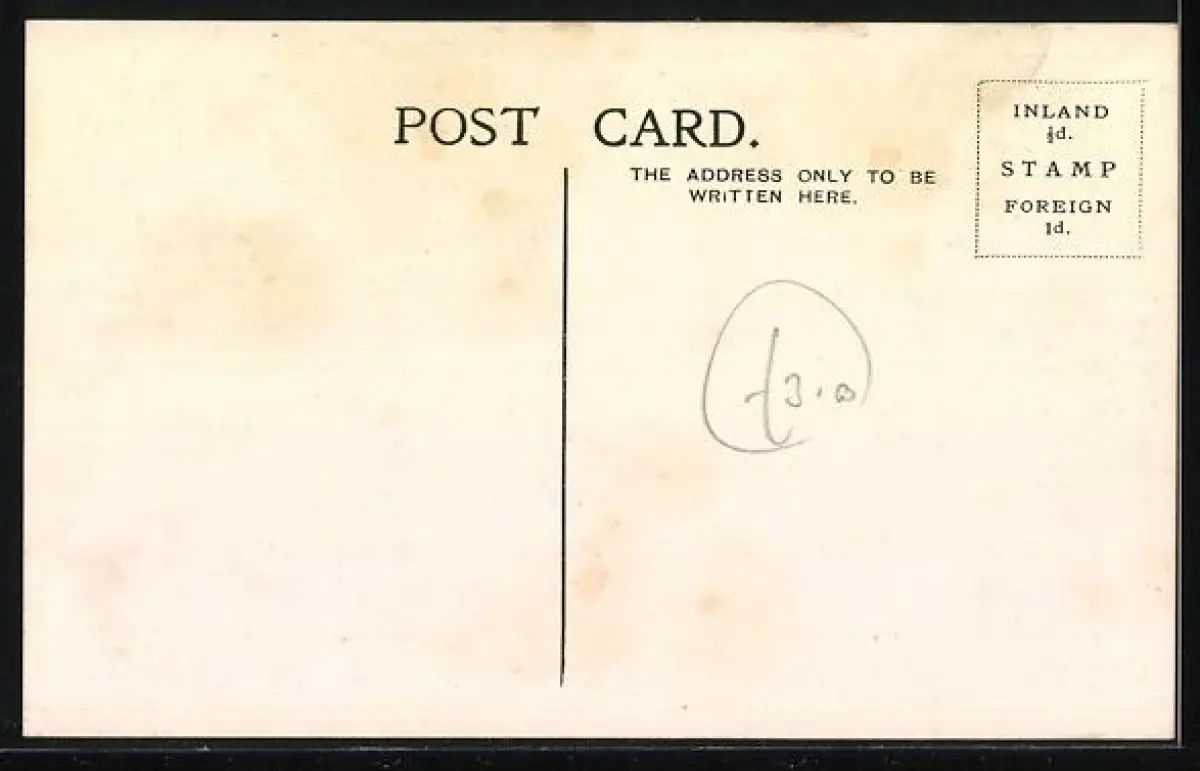 POST CARD.
THE ADDRESS ONLY TO BE
WRITTEN HERE.
INLAND
½d.
STAMP
FOREIGN
1d.